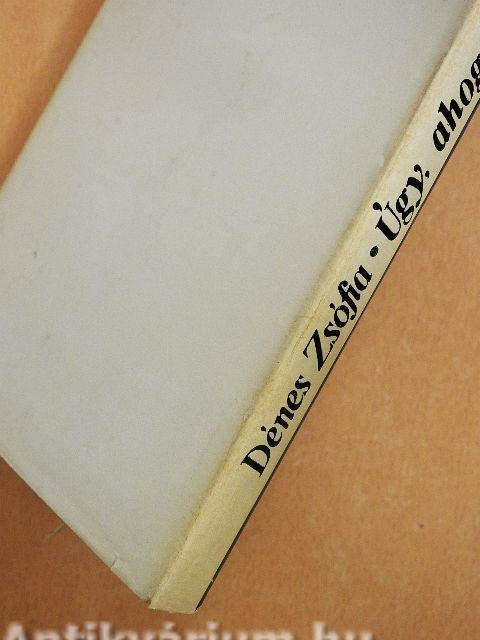 Dénes Zsófia • Úgy, ahog
Antikvárium.hu